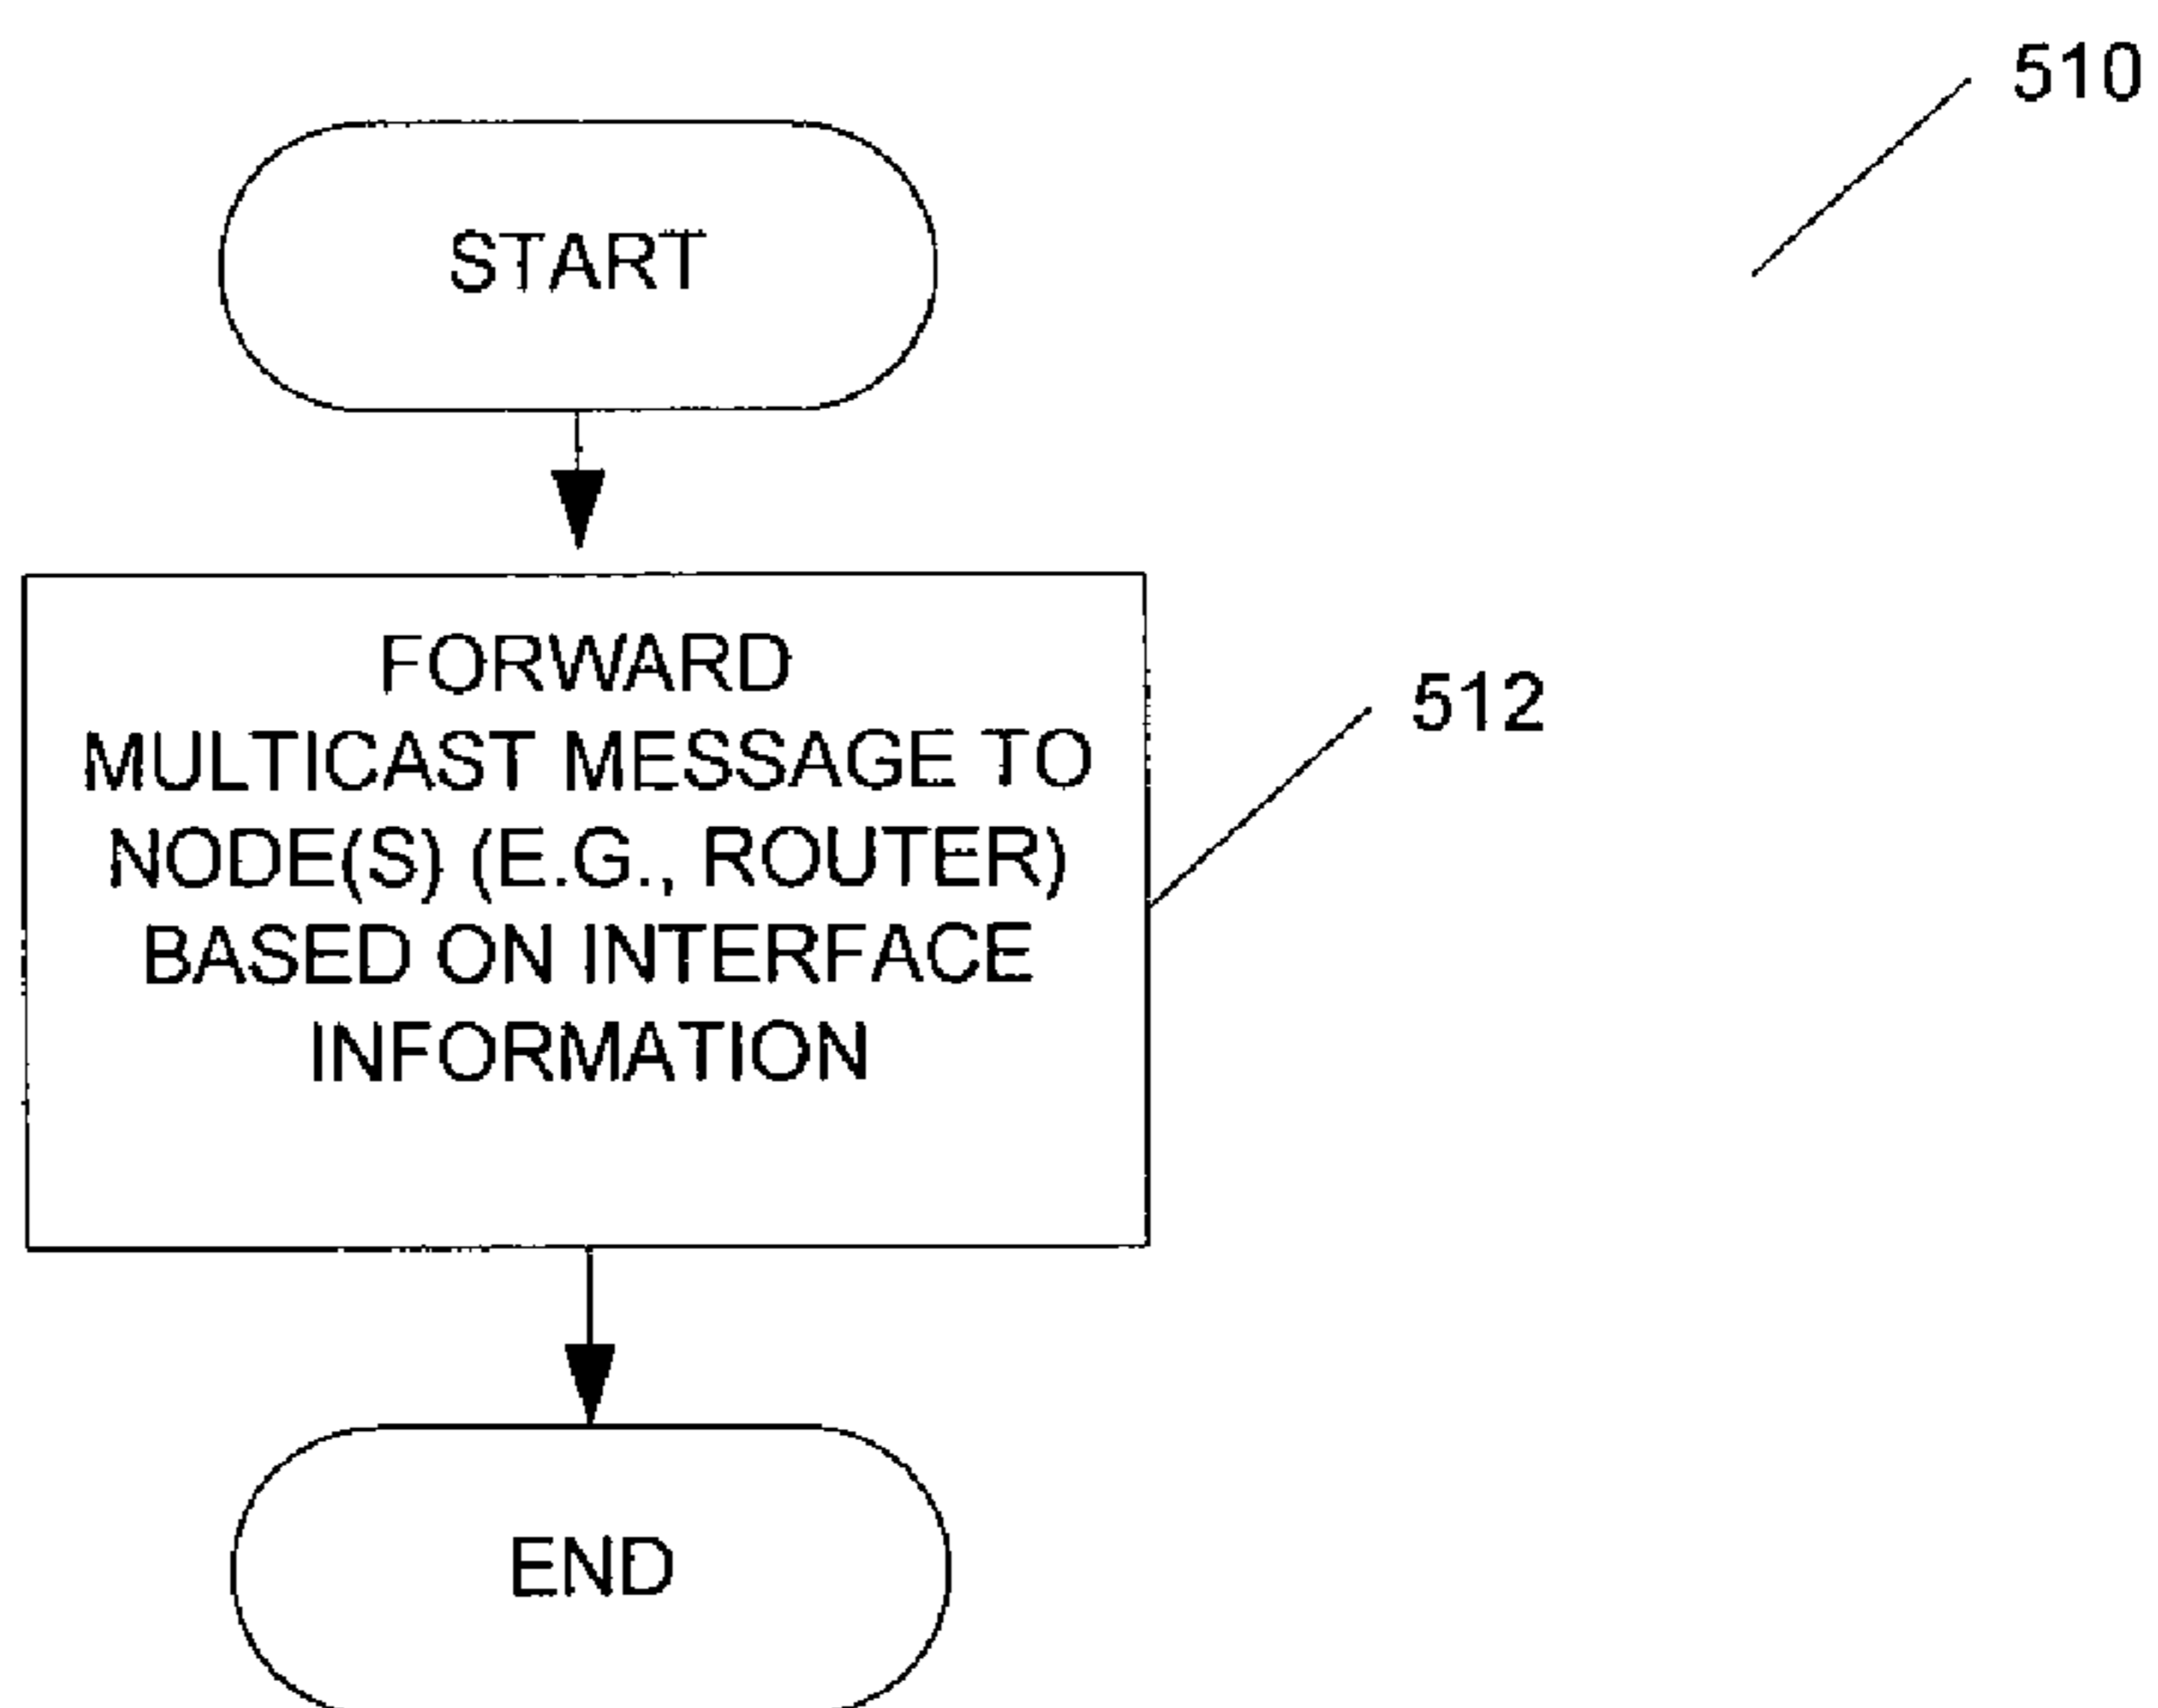 510
START
FORWARD
MULTICAST MESSAGE TO
NODE(S) (E.G., ROUTER)
BASED ON INTERFACE
INFORMATION
512
END